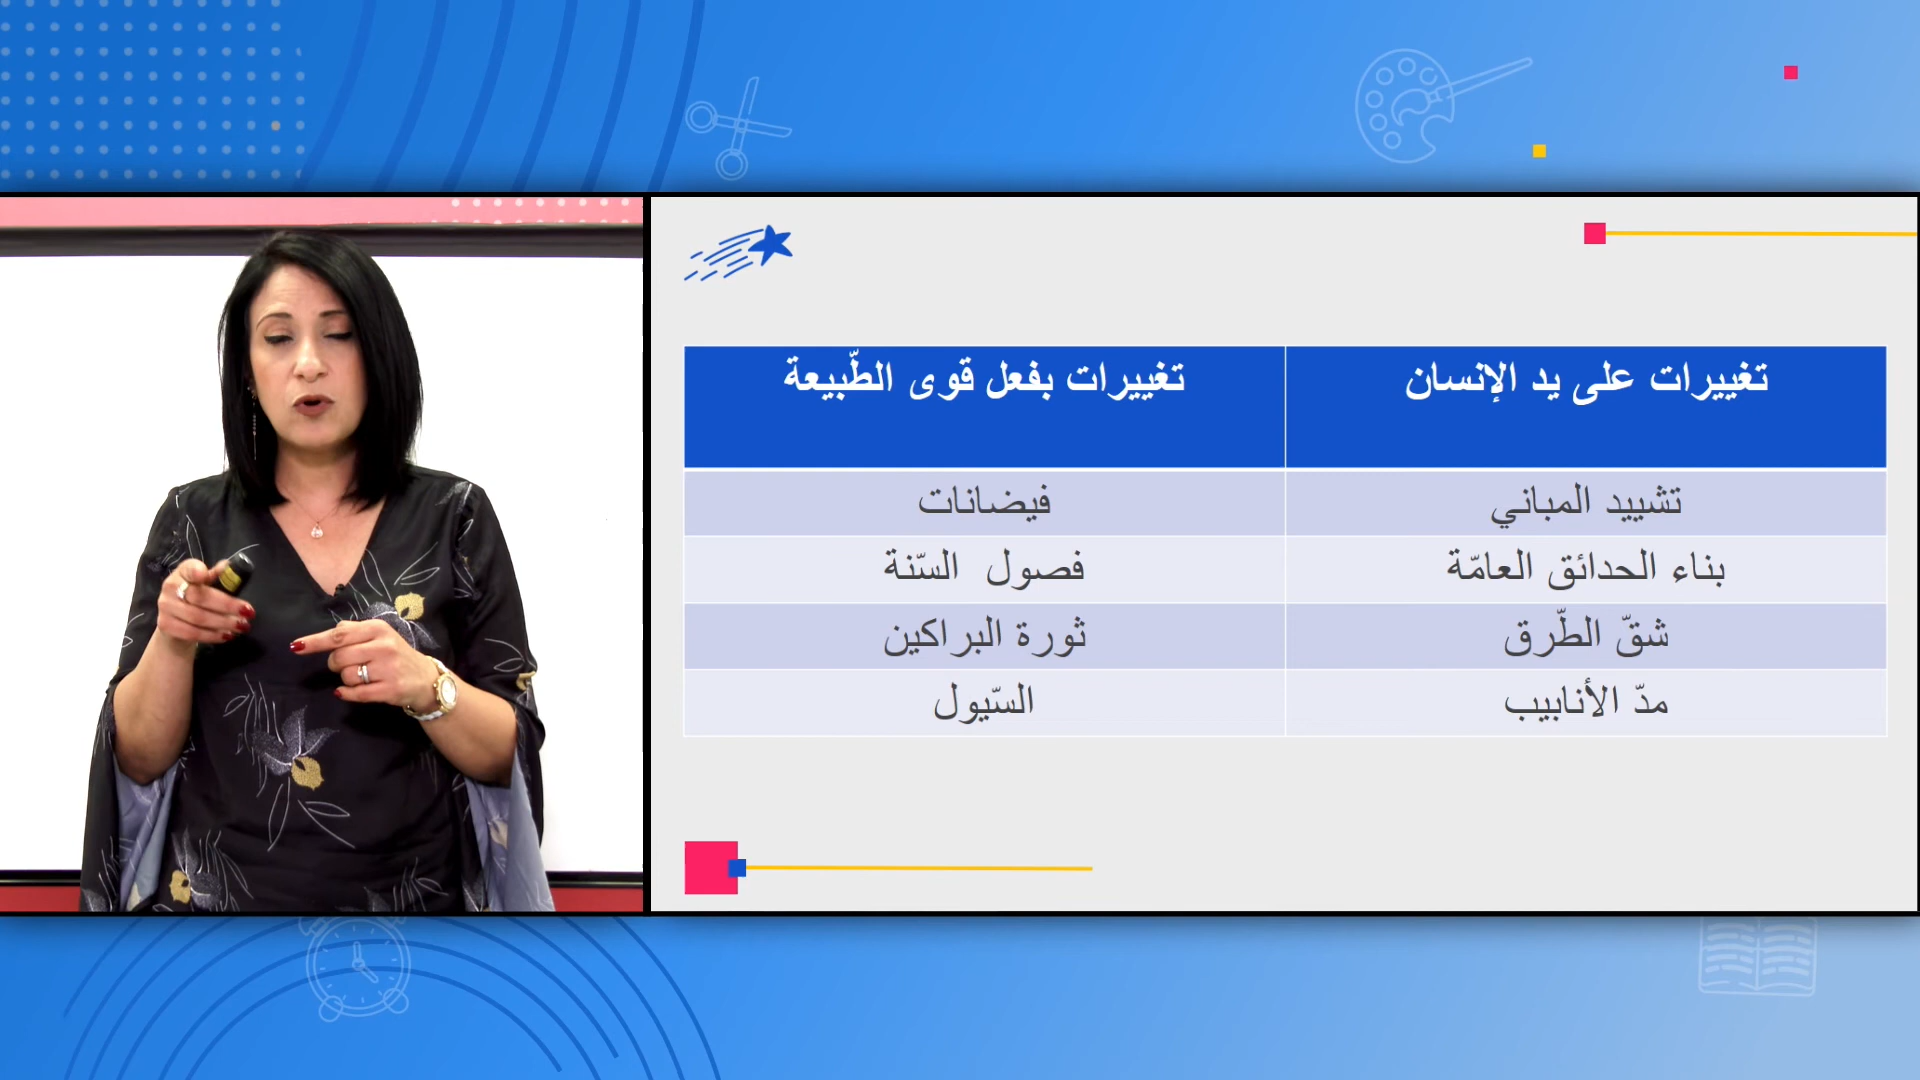 تغييرات على يد الإنسان
تغييرات بفعل قوى الطّبيعة
تشييد المباني
فيضانات
بناء الحدائق العامّة
فصول السّنة
شقّ الطّرق
ثورة البراكين
مدّ الأنابيب
السّيول